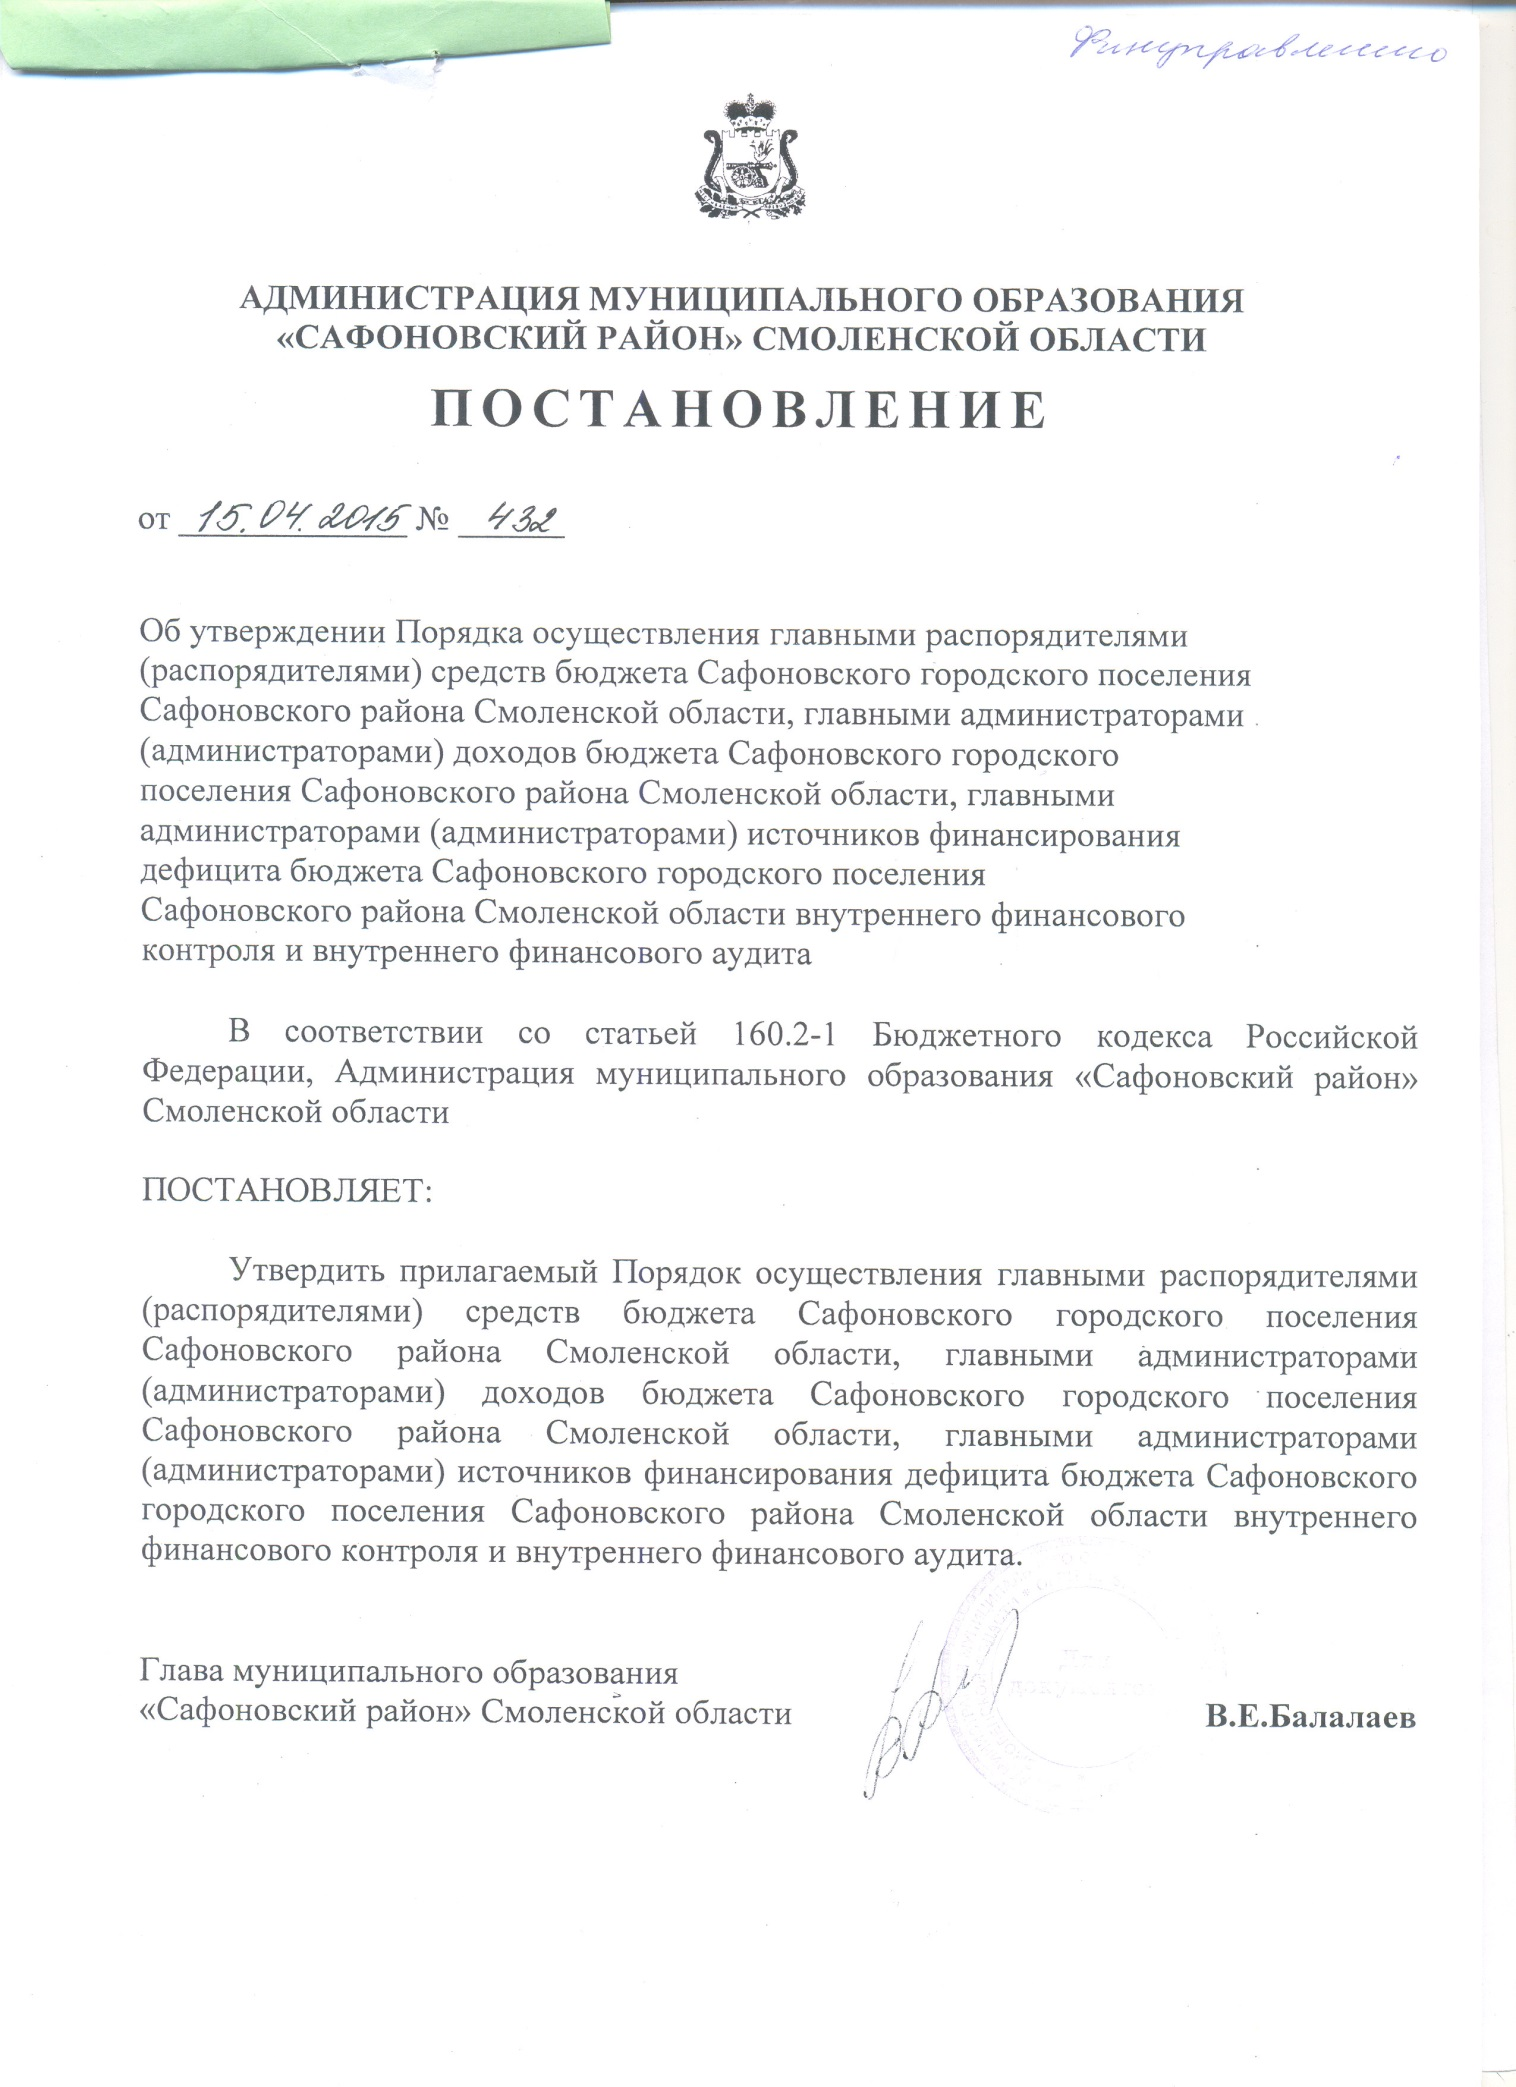 Финуправлению
АДМИНИСТРАЦИЯ МУНИЦИПАЛЬНОГО ОБРАЗОВАНИЯ
«САФОНОВСКИЙ РАЙОН» СМОЛЕНСКОЙ ОБЛАСТИ
ПОСТАНОВЛЕНИЕ
от 15.04.2015 № 432
Об утверждении Порядка осуществления главными распорядителями
(распорядителями) средств бюджета Сафоновского городского поселения
Сафоновского района Смоленской области, главными администраторами
(администраторами) доходов бюджета Сафоновского городского
поселения Сафоновского района Смоленской области, главными
администраторами (администраторами) источников финансирования
дефицита бюджета Сафоновского городского поселения
Сафоновского района Смоленской области внутреннего финансового
контроля и внутреннего финансового аудита
В соответствии со статьей 160.2-1 Бюджетного кодекса Российской
Федерации, Администрация муниципального образования «Сафоновский район»
Смоленской области
ПОСТАНОВЛЯЕТ:
Утвердить прилагаемый Порядок осуществления главными распорядителями
(распорядителями) средств бюджета Сафоновского городского поселения
Сафоновского района Смоленской области, главными администраторами
(администраторами) доходов бюджета Сафоновского городского поселения
Сафоновского района Смоленской области, главными администраторами
(администраторами) источников финансирования дефицита бюджета Сафоновского
городского поселения Сафоновского района Смоленской области внутреннего
финансового контроля и внутреннего финансового аудита.
Глава муниципального образования
«Сафоновский район» Смоленской области
В.Е.Балалаев